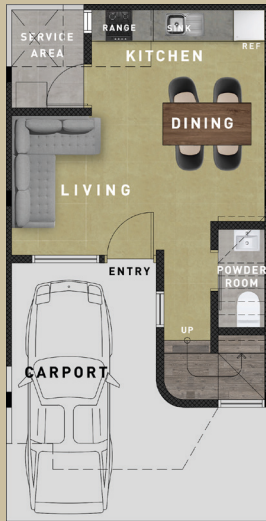 SERVICE
AREA
RANGE
SINK
REF
KITCHEN
DINING
LIVING
ENTRY
POWDER
ROOM
UP
CARPORT